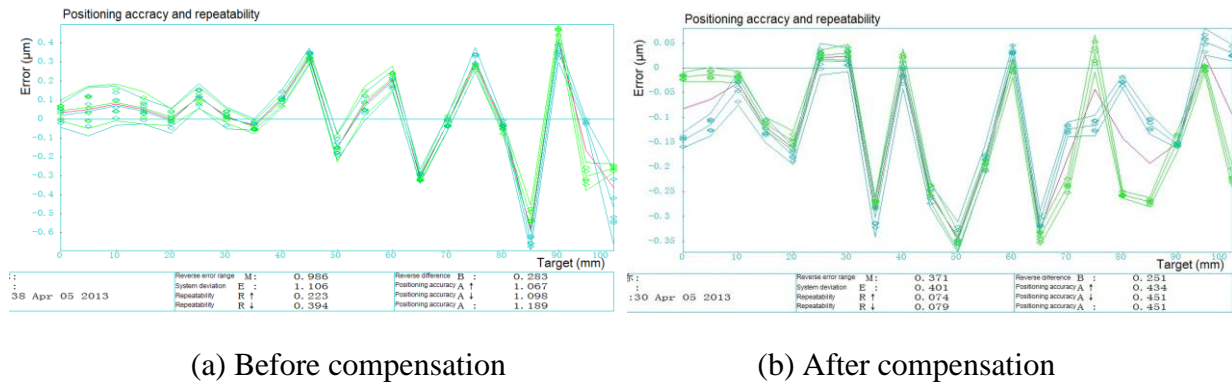 Positioning accracy and repeatability
Error (μm)
0.4
0.3
0.2
0.1
0
-0.1
-0.2
-0.3
-0.4
-0.5
-0.6
0 10 20 30 40 50 60 70 80 90 100
Target (mm)
Reverse error range M: 0.986 Reverse difference B : 0.283
System deviation E : 1.106 Positioning accuracy A↑ : 1.067
38 Apr 05 2013 Repeatability R ↑ : 0.223 Positioning accuracy A↓ : 1.098
Repeatability R ↓ : 0.394 Positioning accuracy A : 1.189
(a) Before compensation
Positioning accracy and repeatability
Error (μm)
0.05
0
-0.05
-0.1
-0.15
-0.2
-0.25
-0.3
-0.35
0 10 20 30 40 50 60 70 80 90 100
Target (mm)
Reverse error range M: 0.371 Reverse difference B : 0.251
System deviation E : 0.401 Positioning accuracy A↑ : 0.434
:30 Apr 05 2013 Repeatability R ↑ : 0.074 Positioning accuracy A↓ : 0.451
Repeatability R ↓ : 0.079 Positioning accuracy A : 0.451
(b) After compensation